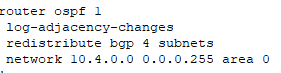 router ospf 1
log-adjacency-changes
redistribute bgp 4 subnets
network 10.4.0.0 0.0.0.255 area 0